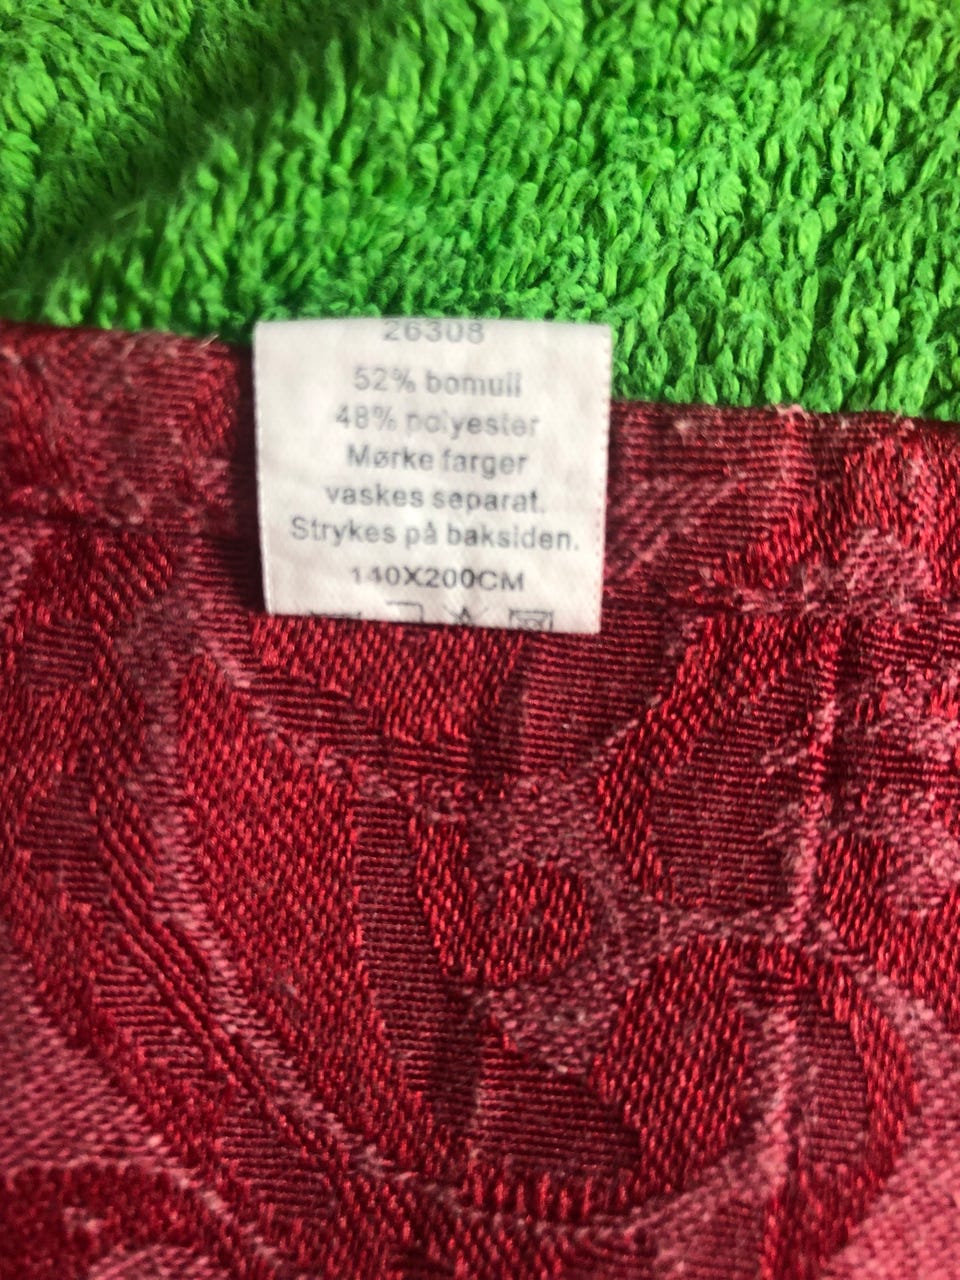 26308
52% bomull
48% polyester
Mørke farger
vaskes separat.
Strykes på baksiden.
140X200CM